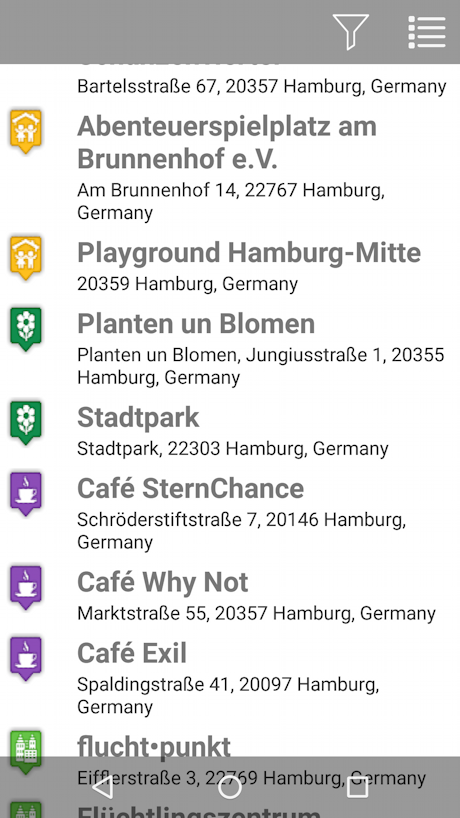 Bartelsstraße 67, 20357 Hamburg, Germany
Abenteuerspielplatz am
Brunnenhof e.V.
Am Brunnenhof 14, 22767 Hamburg,
Germany
Playground Hamburg-Mitte
20359 Hamburg, Germany
Planten un Blomen
Planten un Blomen, Jungiusstraße 1, 20355
Hamburg, Germany
Stadtpark
Stadtpark, 22303 Hamburg, Germany
Café SternChance
Schröderstiftstraße 7, 20146 Hamburg,
Germany
Café Why Not
Marktstraße 55, 20357 Hamburg, Germany
Café Exil
Spaldingstraße 41, 20097 Hamburg,
Germany
flucht•punkt
Eifflerstraße 3, 22769 Hamburg, Germany
Flüchtlingszentrum